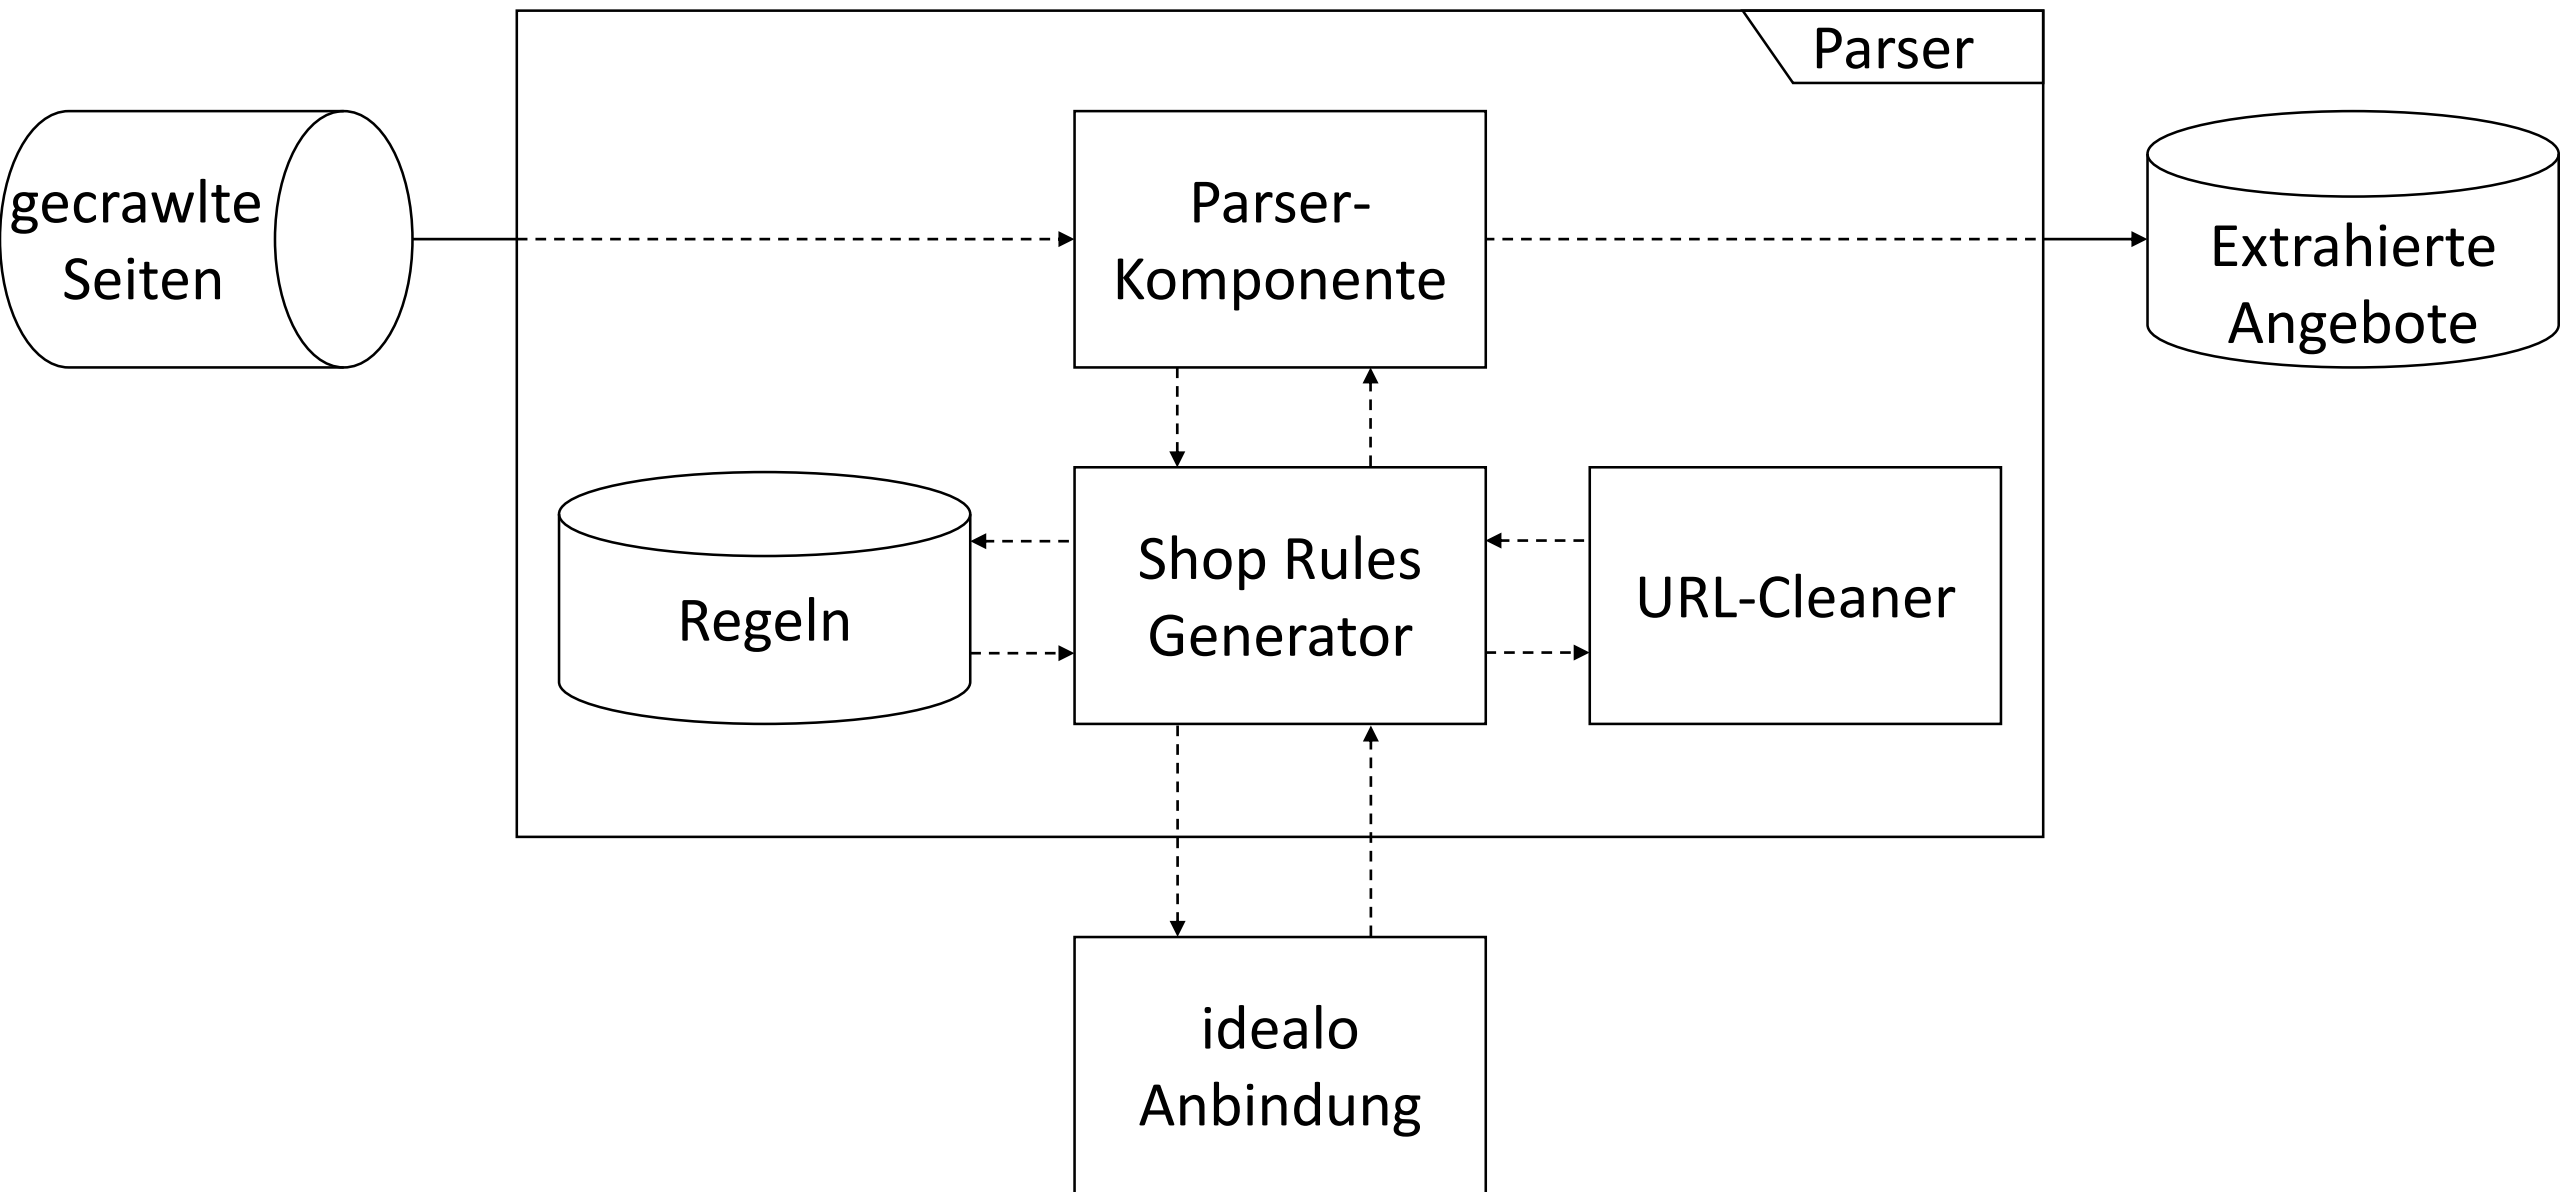 Parser
gecrawlte
Seiten
Parser-
Komponente
Extrahierte
Angebote
Regeln
Shop Rules
Generator
URL-Cleaner
idealo
Anbindung